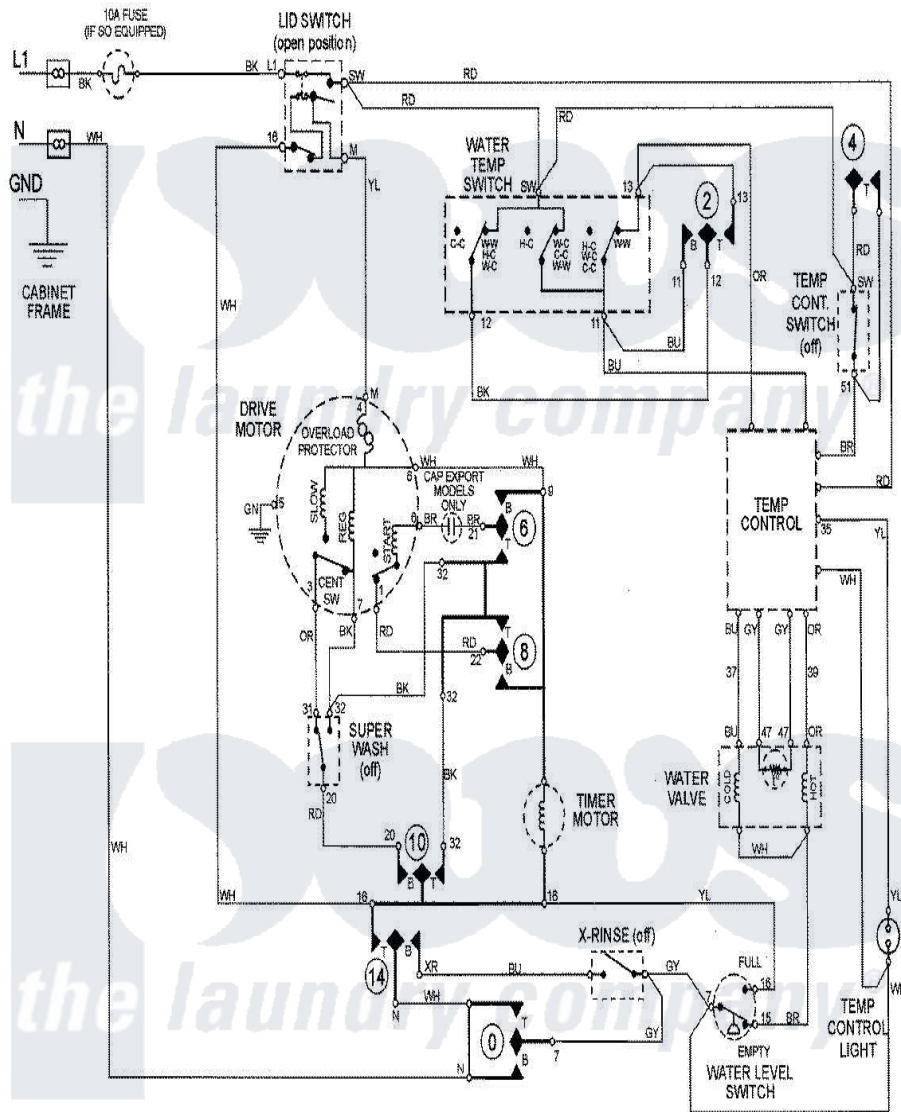 10A FUSE
(IF SO EQUIPPED)
LID SWITCH
(open position)
L1
BK
BK
L1
SW
RD
RD
RD
N
WH
16
M
YL
GND
CABINET
FRAME
WATER
TEMP
SWITCH
SW
13
C-C
W-W
H-C
W-C
H-C
W-C
C-C
W-W
H-C
W-C
C-C
W-W
2
B
T
13
11
12
4
T
RD
SW
TEMP
CONT.
SWITCH
(off)
51
OR
12
11
BU
BU
BK
WH
the laundry company
DRIVE
MOTOR
M
4
OVERLOAD
PROTECTOR
6
WH
WH
CAP EXPORT
MODELS
ONLY
9
BR
RD
TEMP
CONTROL
35
YL
WH
GN
5
SLOW
REG
START
BR
BR
21
B
6
T
32
CENT
SW
3
7
1
OR
BK
RD
RD
22
T
8
B
BK
32
BU
GY
GY
OR
37
39
31
32
SUPER
WASH
(off)
BK
20
RD
BU
47
47
OR
WATER
VALVE
COLD
HOT
WH
TIMER
MOTOR
20
10
32
B
T
WH
WH
16
16
YL
YL
14
T
B
XR
BU
X-RINSE (off)
GY
FULL
16
7
15
BR
EMPTY
WATER LEVEL
SWITCH
TEMP
CONTROL
LIGHT
the laundry company
WH
N
0
T
B
7
GY
N